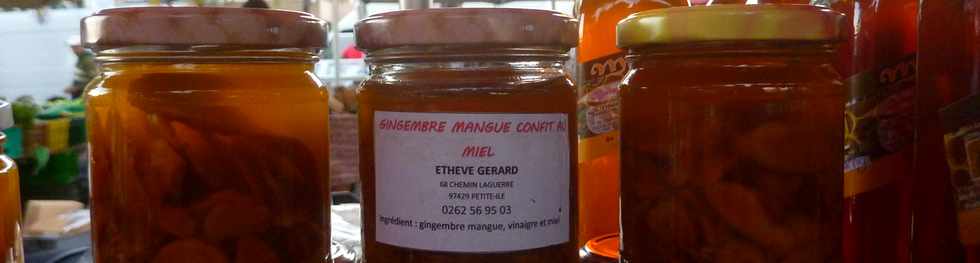 GINGEMBRE MANGUE CONFIT AU
MIEL
ETHEVE GERARD
68 CHEMIN LAGUERRE
97429 PETITE-ILE
0262 56 95 03
Ingrédient : gingembre mangue, vinaigre et miel